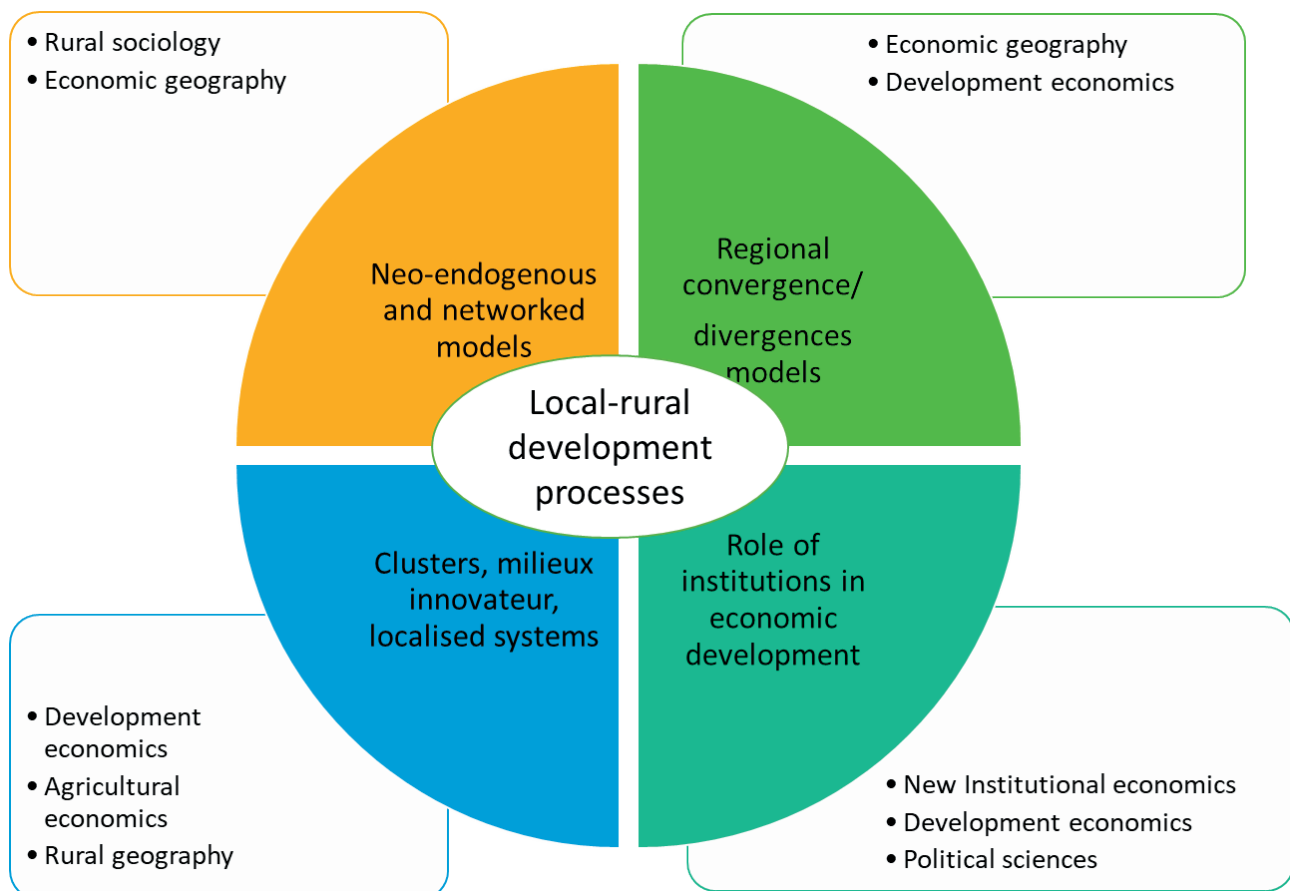 • Rural sociology
• Economic geography
• Economic geography
• Development economics
Neo-endogenous
and networked
models
Regional
convergence/
divergences
models
Local-rural
development
processes
Clusters, milieux
innovateur,
localised systems
Role of
institutions in
economic
development
• Development
economics
• Agricultural
economics
• Rural geography
• New Institutional economics
• Development economics
• Political sciences